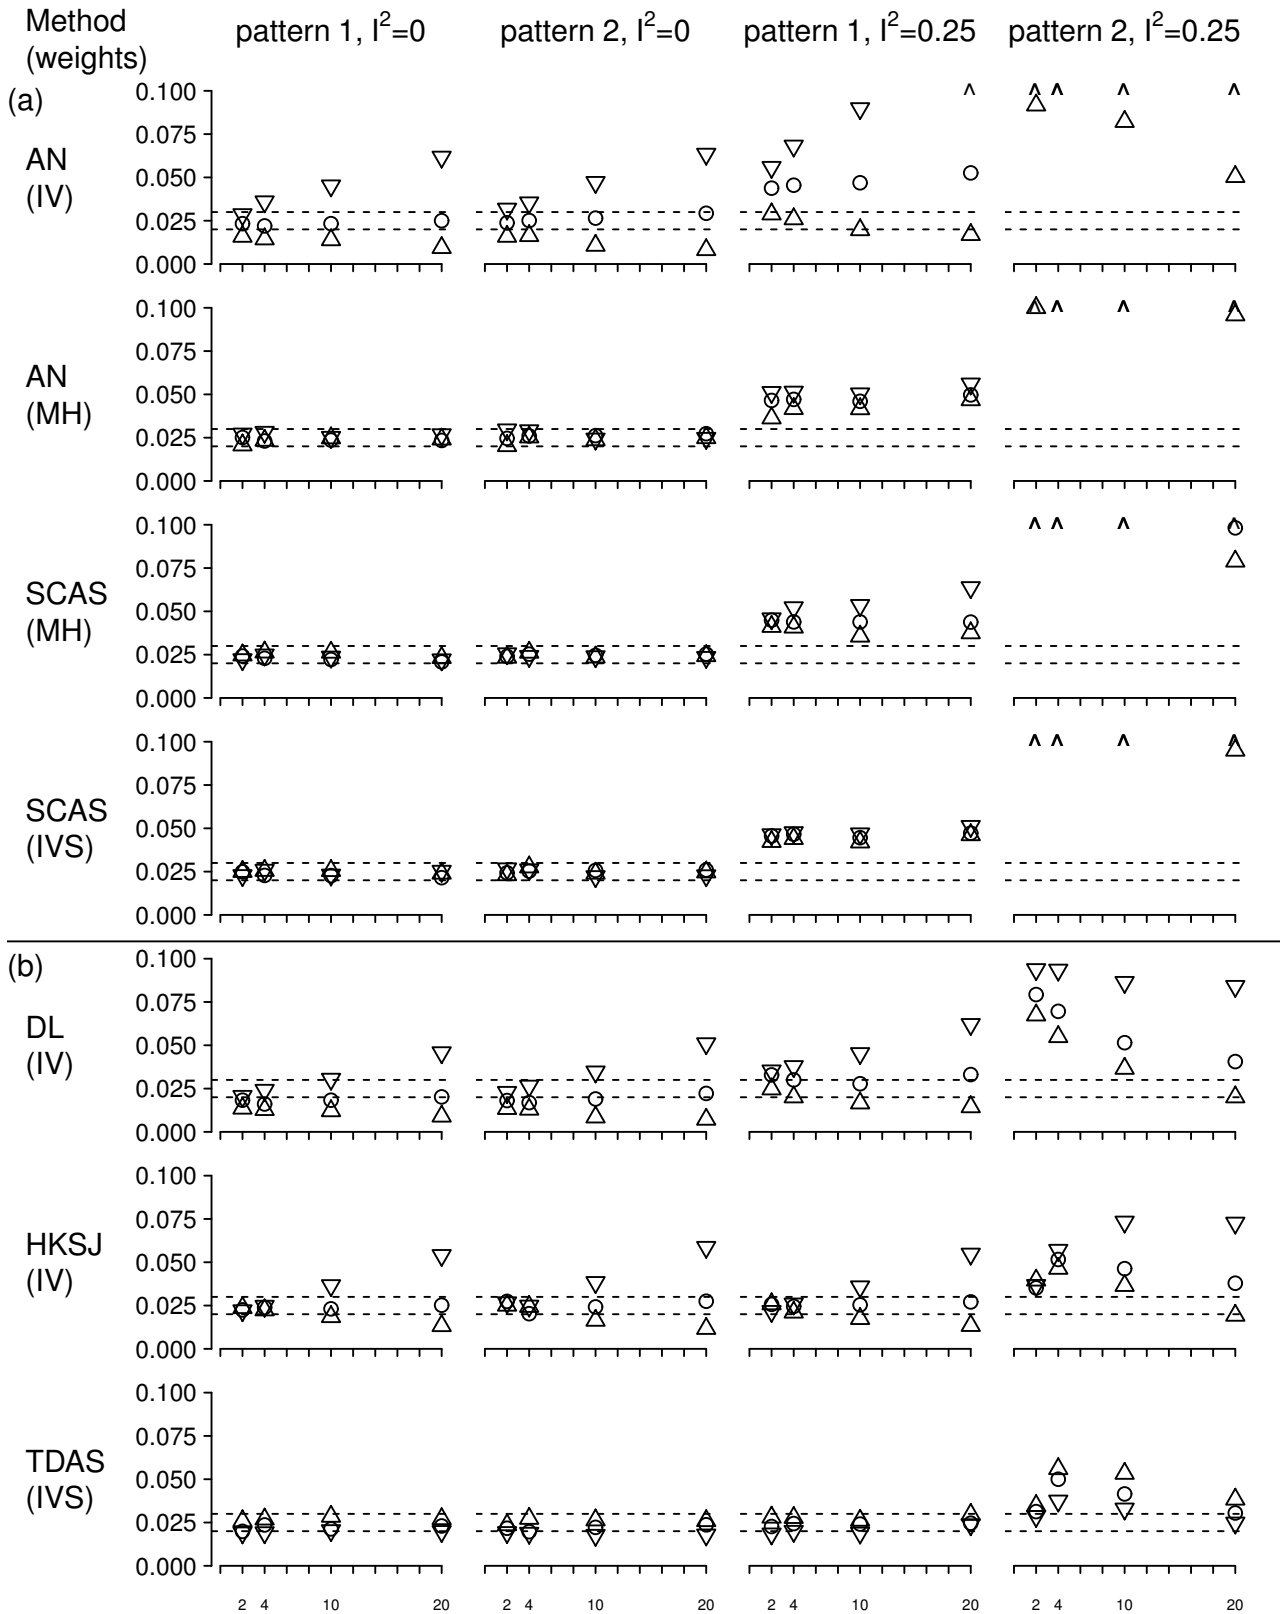 Method
(weights)
pattern 1, I²=0
pattern 2, I²=0
pattern 1, I²=0.25
pattern 2, I²=0.25
(a)
AN
(IV)
0.100
0.075
0.050
0.025
0.000
AN
(MH)
0.100
0.075
0.050
0.025
0.000
SCAS
(MH)
0.100
0.075
0.050
0.025
0.000
SCAS
(IVS)
0.100
0.075
0.050
0.025
0.000
(b)
DL
(IV)
0.100
0.075
0.050
0.025
0.000
HKSJ
(IV)
0.100
0.075
0.050
0.025
0.000
TDAS
(IVS)
0.100
0.075
0.050
0.025
0.000
2 4 10 20
2 4 10 20
2 4 10 20
2 4 10 20